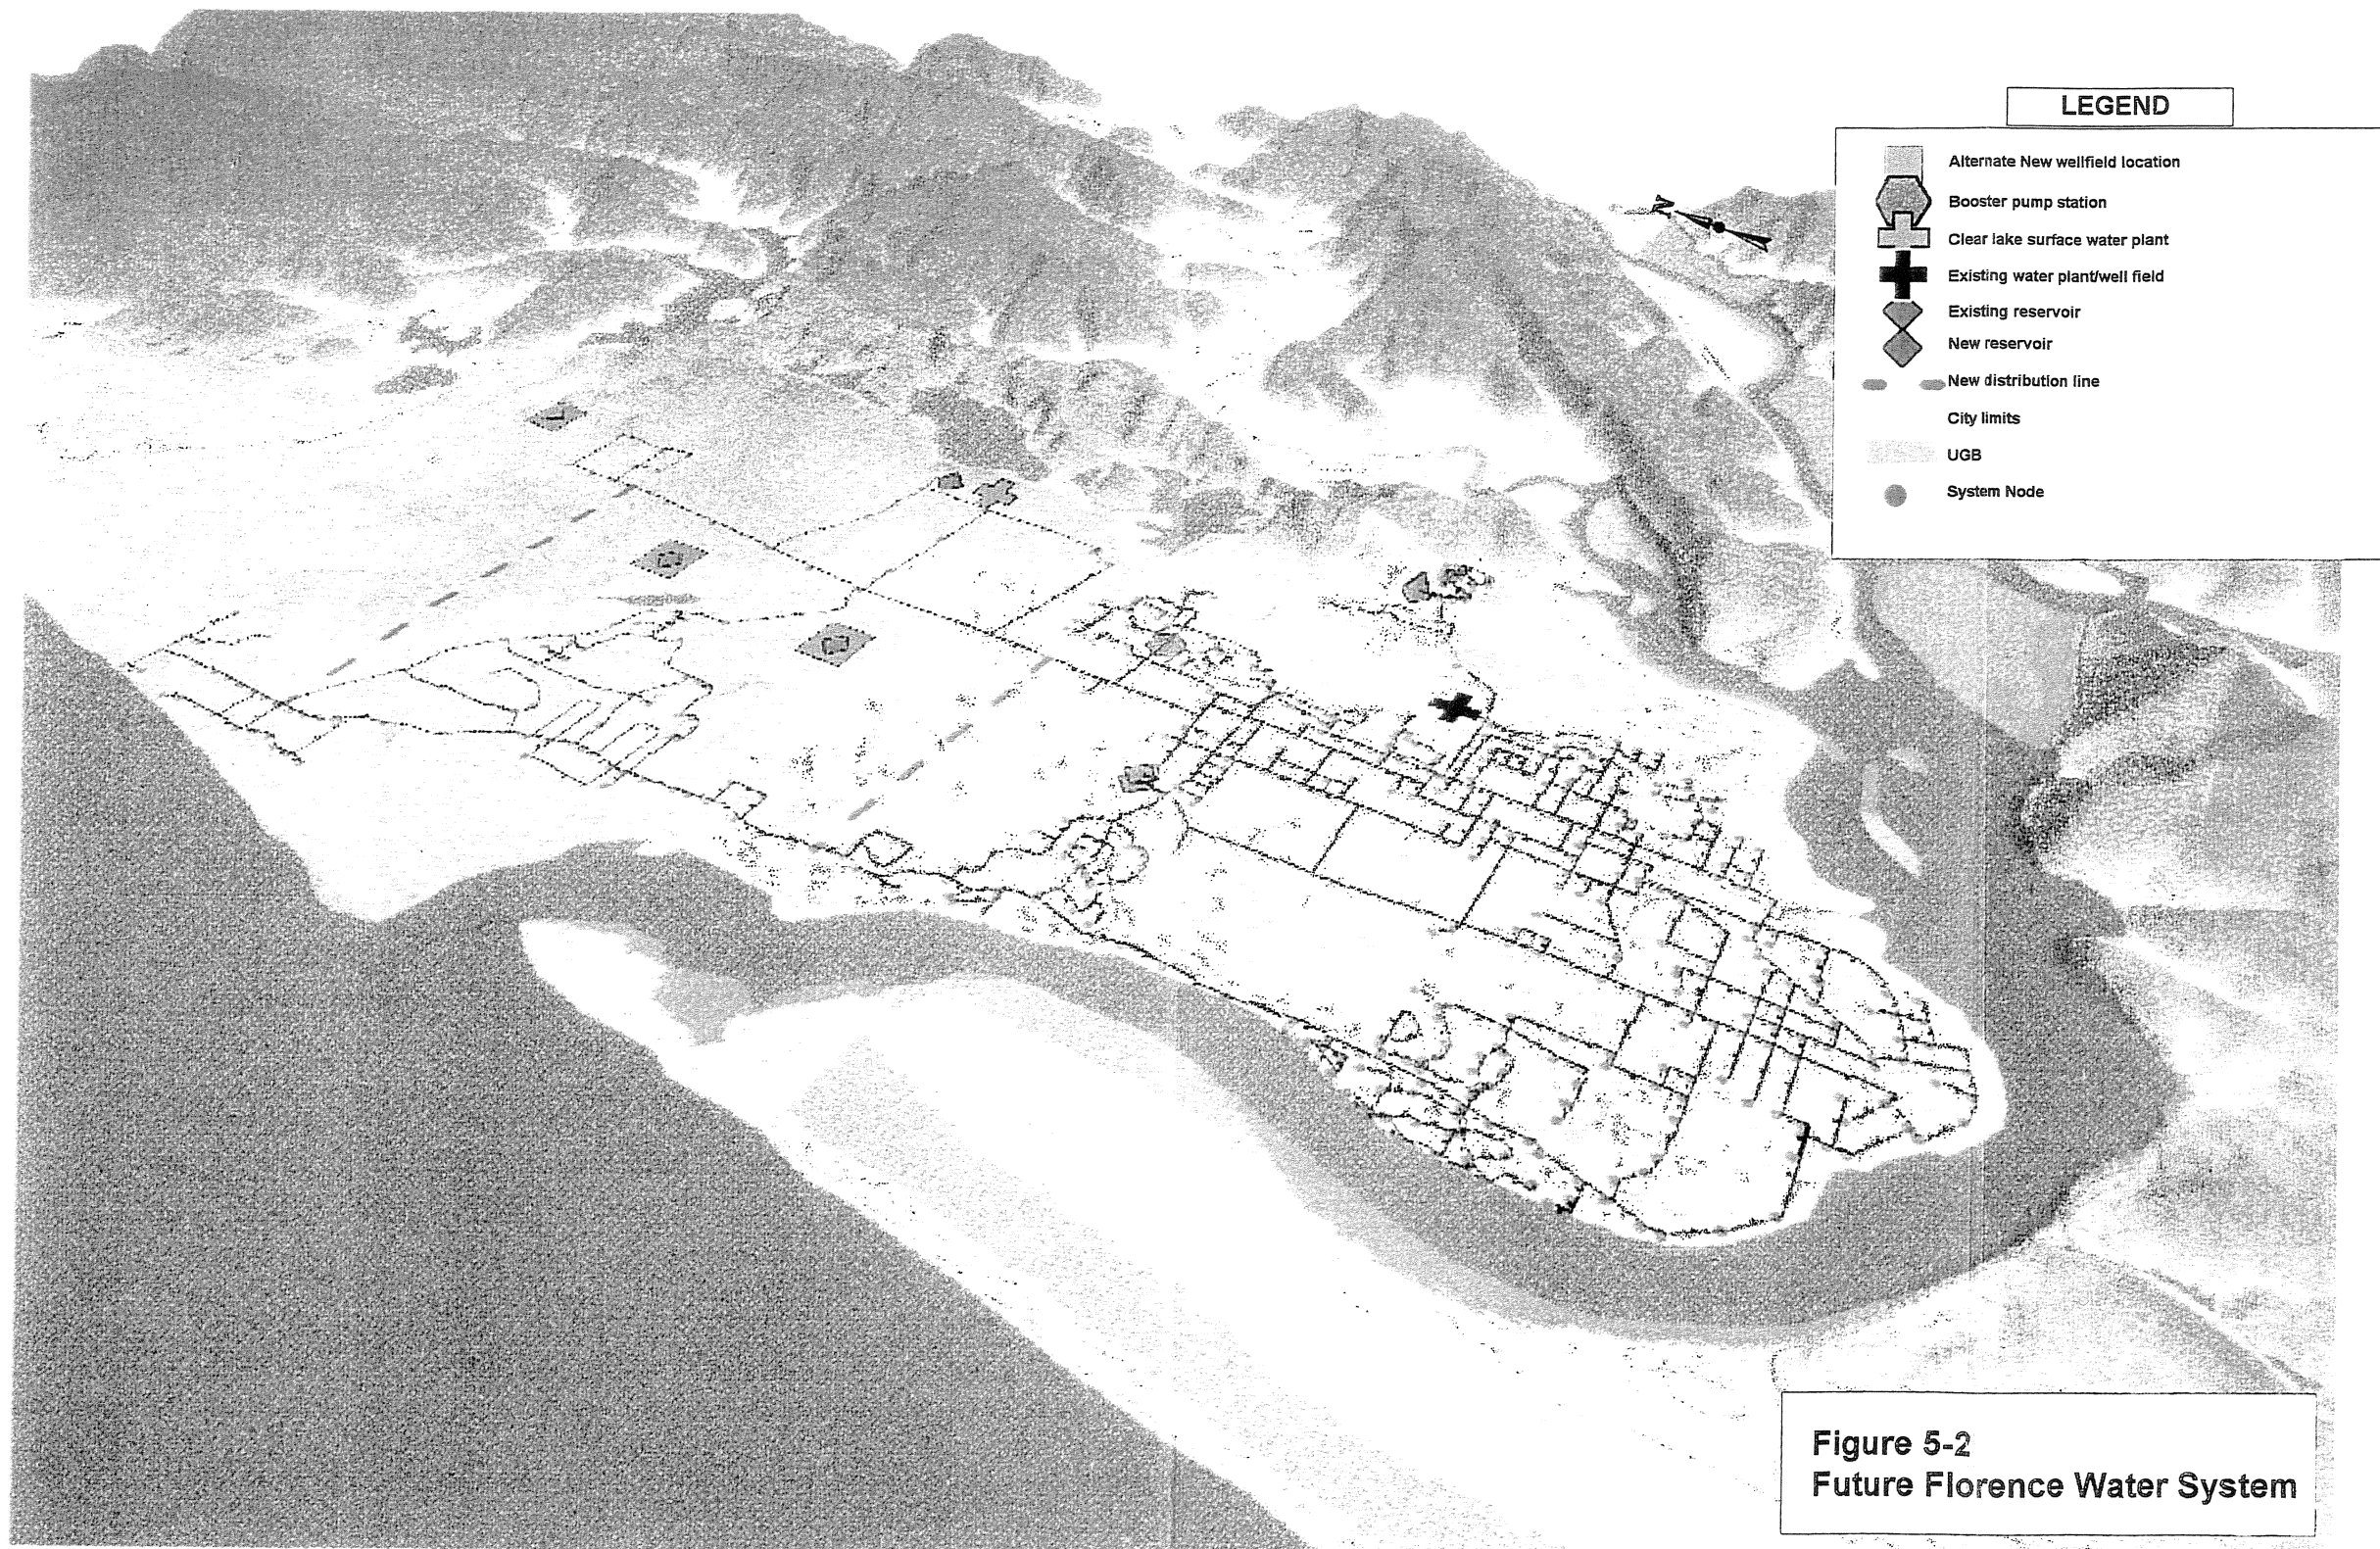 LEGEND
Alternate New wellfield location
Booster pump station
Clear lake surface water plant
Existing water plant/well field
Existing reservoir
New reservoir
New distribution line
City limits
UGB
System Node
N
Figure 5-2
Future Florence Water System